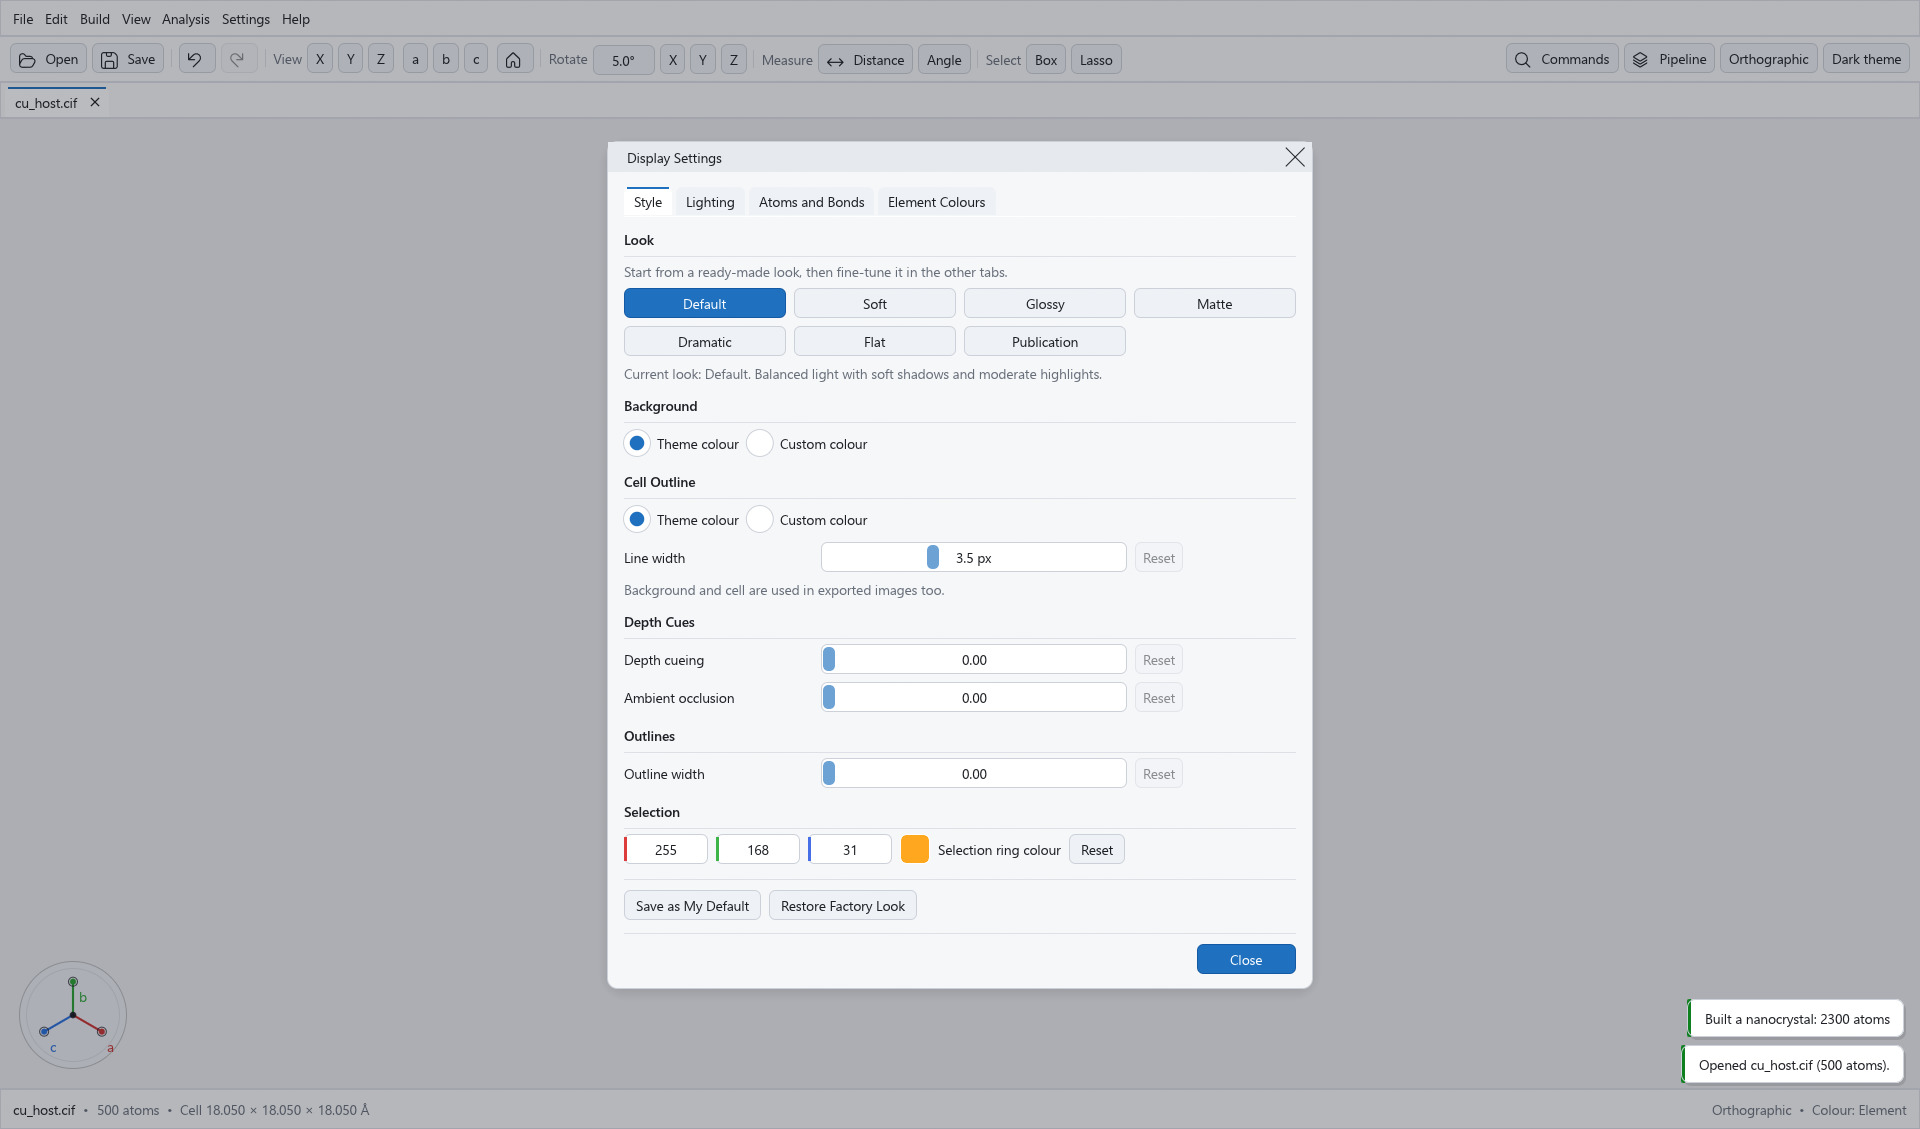 File Edit Build View Analysis Settings Help
Open Save View X Y Z a b c Rotate 5.0° X Y Z Measure Distance Angle Select Box Lasso Commands Pipeline Orthographic Dark theme
cu_host.cif
Display Settings
Style Lighting Atoms and Bonds Element Colours
Look
Start from a ready-made look, then fine-tune it in the other tabs.
Default Soft Glossy Matte
Dramatic Flat Publication
Current look: Default. Balanced light with soft shadows and moderate highlights.
Background
Theme colour Custom colour
Cell Outline
Theme colour Custom colour
Line width 3.5 px Reset
Background and cell are used in exported images too.
Depth Cues
Depth cueing 0.00 Reset
Ambient occlusion 0.00 Reset
Outlines
Outline width 0.00 Reset
Selection
255 168 31 Selection ring colour Reset
Save as My Default Restore Factory Look
Close
b
c a
Built a nanocrystal: 2300 atoms
Opened cu_host.cif (500 atoms).
cu_host.cif • 500 atoms • Cell 18.050 × 18.050 × 18.050 Å Orthographic • Colour: Element